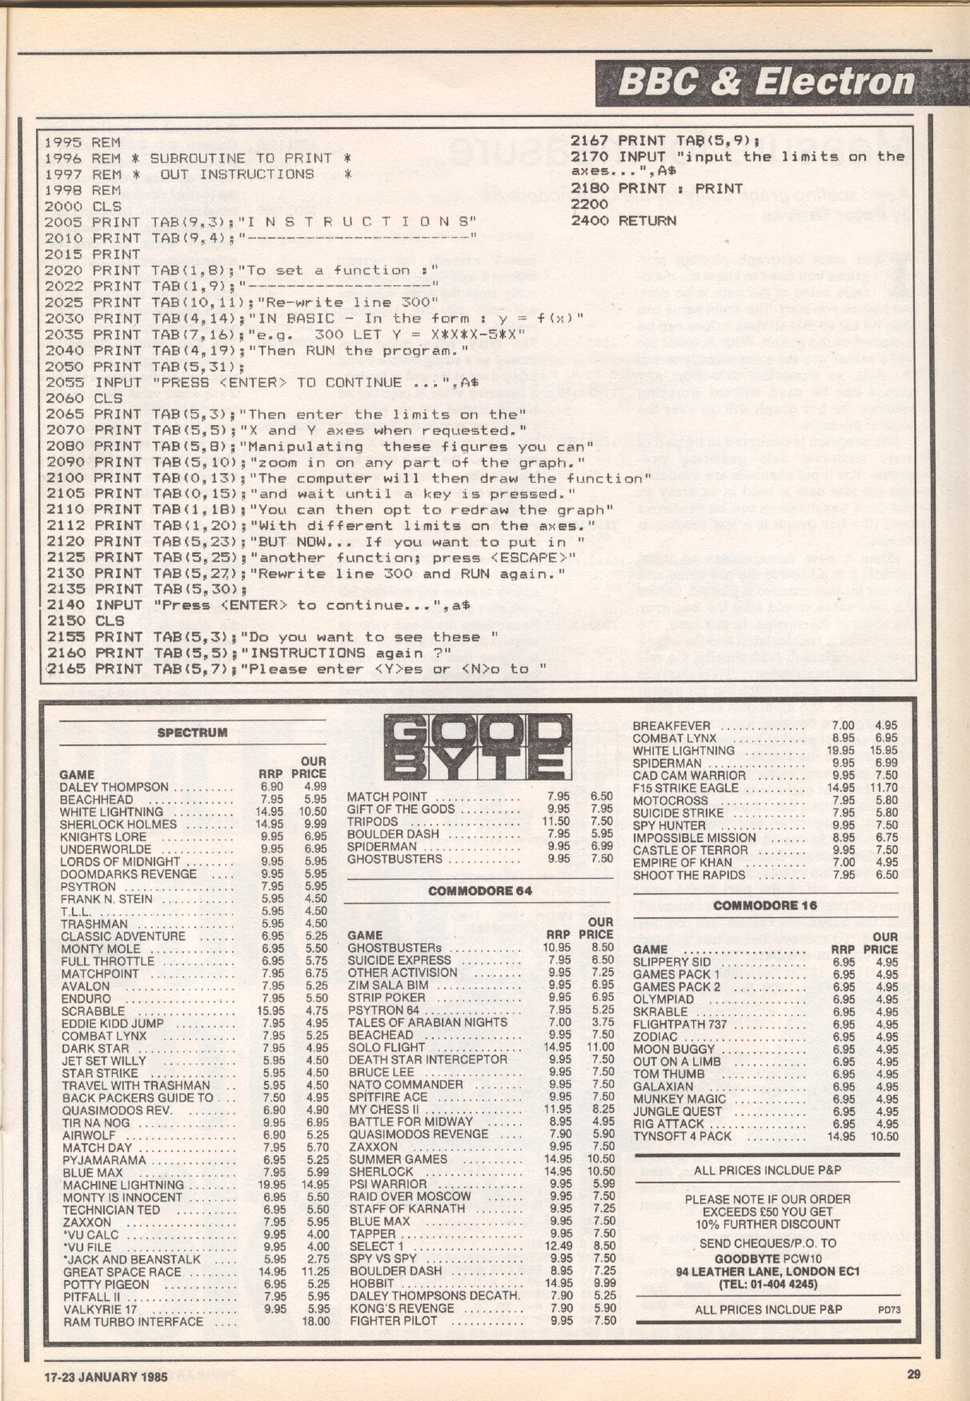 BBC & Electron
1995 REM
1996 REM * SUBROUTINE TO PRINT *
1997 REM *  OUT INSTRUCTIONS    *
1998 REM
2000 CLS
2005 PRINT TAB(9,3);"I N S T R U C T I O N S"
2010 PRINT TAB(9,4);"-----------------------"
2015 PRINT
2020 PRINT TAB(1,8);"To set a function :"
2022 PRINT TAB(1,9);"-------------------"
2025 PRINT TAB(10,11);"Re-write line 300"
2030 PRINT TAB(4,14);"IN BASIC - In the form : y = f(x)"
2035 PRINT TAB(7,16);"e.g.  300 LET Y = X*X*X-5*X"
2040 PRINT TAB(4,19);"Then RUN the program."
2050 PRINT TAB(5,31);
2055 INPUT "PRESS <ENTER> TO CONTINUE ...",A$
2060 CLS
2065 PRINT TAB(5,3);"Then enter the limits on the"
2070 PRINT TAB(5,5);"X and Y axes when requested."
2080 PRINT TAB(5,8);"Manipulating  these figures you can"
2090 PRINT TAB(5,10);"zoom in on any part of the graph."
2100 PRINT TAB(0,13);"The computer will then draw the function"
2105 PRINT TAB(0,15);"and wait until a key is pressed."
2110 PRINT TAB(1,18);"You can then opt to redraw the graph"
2112 PRINT TAB(1,20);"With different limits on the axes."
2120 PRINT TAB(5,23);"BUT NOW... If you want to put in "
2125 PRINT TAB(5,25);"another function; press <ESCAPE>"
2130 PRINT TAB(5,27);"Rewrite line 300 and RUN again."
2135 PRINT TAB(5,30);
2140 INPUT "Press <ENTER> to continue...",a$
2150 CLS
2155 PRINT TAB(5,3);"Do you want to see these "
2160 PRINT TAB(5,5);"INSTRUCTIONS again ?"
2165 PRINT TAB(5,7);"Please enter <Y>es or <N>o to "
2167 PRINT TAB(5,9);
2170 INPUT "input the limits on the
axes...",A$
2180 PRINT : PRINT
2200
2400 RETURN
SPECTRUM
OUR
GAME RRP PRICE
DALEY THOMPSON .......... 6.90 4.99
BEACHHEAD ............. 7.95 5.95
WHITE LIGHTNING .......... 14.95 10.50
SHERLOCK HOLMES ........ 14.95 9.99
KNIGHTS LORE ............ 9.95 6.95
UNDERWORLDE ............ 9.95 6.95
LORDS OF MIDNIGHT ........ 9.95 5.95
DOOMDARKS REVENGE .... 9.95 5.95
PSYTRON ................ 7.95 5.95
FRANK N. STEIN ............ 5.95 4.50
T.L.L. ...................... 5.95 4.50
TRASHMAN ............... 5.95 4.50
CLASSIC ADVENTURE ...... 6.95 5.25
MONTY MOLE .............. 6.95 5.50
FULL THROTTLE ............ 6.95 5.75
MATCHPOINT .............. 7.95 6.75
AVALON .................. 7.95 5.25
ENDURO .................. 7.95 5.50
SCRABBLE ................ 15.95 4.75
EDDIE KIDD JUMP .......... 7.95 4.95
COMBAT LYNX ............. 7.95 5.25
DARK STAR ............... 7.95 4.95
JET SET WILLY ............. 5.95 4.50
STAR STRIKE .............. 5.95 4.50
TRAVEL WITH TRASHMAN .. 5.95 4.50
BACK PACKERS GUIDE TO ... 7.50 4.95
QUASIMODOS REV. ........ 6.90 4.90
TIR NA NOG ............... 9.95 6.95
AIRWOLF ................. 6.90 5.25
MATCH DAY ............... 7.95 5.70
PYJAMARAMA .............. 6.95 5.25
BLUE MAX ................ 7.95 5.99
MACHINE LIGHTNING ........ 19.95 14.95
MONTY IS INNOCENT ........ 6.95 5.50
TECHNICIAN TED .......... 6.95 5.50
ZAXXON ................. 7.95 5.95
*VU CALC ................ 9.95 4.00
*VU FILE ................. 9.95 4.00
*JACK AND BEANSTALK .... 5.95 2.75
GREAT SPACE RACE ........ 14.95 11.25
POTTY PIGEON ............ 6.95 5.25
PITFALL II ................ 7.95 5.95
VALKYRIE 17 .............. 9.95 5.95
RAM TURBO INTERFACE .... 18.00
GOOD
BYTE
MATCH POINT .............. 7.95 6.50
GIFT OF THE GODS .......... 9.95 7.95
TRIPODS .................. 11.50 7.50
BOULDER DASH ............ 7.95 5.95
SPIDERMAN ............... 9.95 6.99
GHOSTBUSTERS ............ 9.95 7.50
COMMODORE 64
OUR
GAME RRP PRICE
GHOSTBUSTERs ............ 10.95 8.50
SUICIDE EXPRESS .......... 7.95 6.50
OTHER ACTIVISION ........ 9.95 7.25
ZIM SALA BIM .............. 9.95 6.95
STRIP POKER .............. 9.95 6.95
PSYTRON 64 ............... 7.95 5.25
TALES OF ARABIAN NIGHTS 7.00 3.75
BEACHEAD ................ 9.95 7.50
SOLO FLIGHT .............. 14.95 11.00
DEATH STAR INTERCEPTOR 9.95 7.50
BRUCE LEE ................ 9.95 7.50
NATO COMMANDER ......... 9.95 7.50
SPITFIRE ACE .............. 9.95 7.50
MY CHESS II ............... 11.95 8.25
BATTLE FOR MIDWAY ...... 8.95 4.95
QUASIMODOS REVENGE .... 7.90 5.90
ZAXXON .................. 9.95 7.50
SUMMER GAMES ........... 14.95 10.50
SHERLOCK ................ 14.95 10.50
PSI WARRIOR .............. 9.95 5.99
RAID OVER MOSCOW ...... 9.95 7.50
STAFF OF KARNATH ........ 9.95 7.25
BLUE MAX ................ 9.95 7.50
TAPPER ................... 9.95 7.50
SELECT 1 ................. 12.49 8.50
SPY VS SPY ............... 9.95 7.50
BOULDER DASH ............ 8.95 7.25
HOBBIT ................... 14.95 9.99
DALEY THOMPSONS DECATH. 7.90 5.25
KONG'S REVENGE .......... 7.90 5.90
FIGHTER PILOT ............ 9.95 7.50
BREAKFEVER .............. 7.00 4.95
COMBAT LYNX ............ 8.95 6.95
WHITE LIGHTNING .......... 19.95 15.95
SPIDERMAN ................ 9.95 6.99
CAD CAM WARRIOR ........ 9.95 7.50
F15 STRIKE EAGLE .......... 14.95 11.70
MOTOCROSS .............. 7.95 5.80
SUICIDE STRIKE ............ 7.95 5.80
SPY HUNTER .............. 9.95 7.50
IMPOSSIBLE MISSION ...... 8.95 6.75
CASTLE OF TERROR ........ 9.95 7.50
EMPIRE OF KHAN .......... 7.00 4.95
SHOOT THE RAPIDS ........ 7.95 6.50
COMMODORE 16
OUR
GAME .................... RRP PRICE
SLIPPERY SID .............. 6.95 4.95
GAMES PACK 1 ............ 6.95 4.95
GAMES PACK 2 ............ 6.95 4.95
OLYMPIAD ................ 6.95 4.95
SKRABLE .................. 6.95 4.95
FLIGHTPATH 737 ............ 6.95 4.95
ZODIAC ................... 6.95 4.95
MOON BUGGY .............. 6.95 4.95
OUT ON A LIMB ............ 6.95 4.95
TOM THUMB .............. 6.95 4.95
GALAXIAN ................ 6.95 4.95
MUNKEY MAGIC ............ 6.95 4.95
JUNGLE QUEST ............ 6.95 4.95
RIG ATTACK ............... 6.95 4.95
TYNSOFT 4 PACK .......... 14.95 10.50
ALL PRICES INCLDUE P&P
PLEASE NOTE IF OUR ORDER
EXCEEDS £50 YOU GET
10% FURTHER DISCOUNT
SEND CHEQUES/P.O. TO
GOODBYTE PCW10
94 LEATHER LANE, LONDON EC1
(TEL: 01-404 4245)
ALL PRICES INCLDUE P&P PD73
17-23 JANUARY 1985
29